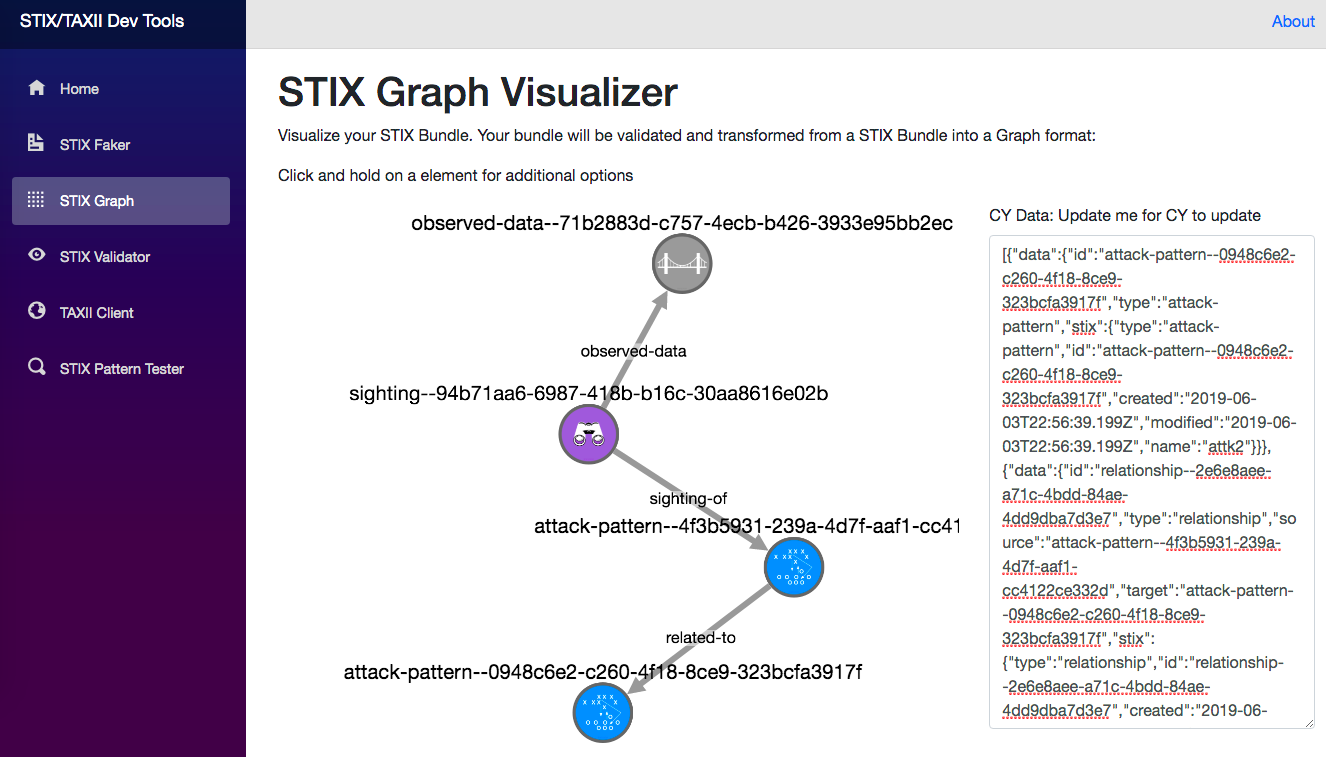 STIX/TAXII Dev Tools
About
Home
STIX Faker
STIX Graph
STIX Validator
TAXII Client
STIX Pattern Tester
STIX Graph Visualizer
Visualize your STIX Bundle. Your bundle will be validated and transformed from a STIX Bundle into a Graph format:
Click and hold on a element for additional options
observed-data--71b2883d-c757-4ecb-b426-3933e95bb2ec
observed-data
sighting--94b71aa6-6987-418b-b16c-30aa8616e02b
sighting-of
attack-pattern--4f3b5931-239a-4d7f-aaf1-cc41
related-to
attack-pattern--0948c6e2-c260-4f18-8ce9-323bcfa3917f
CY Data: Update me for CY to update
[{"data":{"id":"attack-pattern--0948c6e2-
c260-4f18-8ce9-
323bcfa3917f","type":"attack-
pattern","stix":{"type":"attack-
pattern","id":"attack-pattern--0948c6e2-
c260-4f18-8ce9-
323bcfa3917f","created":"2019-06-
03T22:56:39.199Z","modified":"2019-06-
03T22:56:39.199Z","name":"attk2"}}},
{"data":{"id":"relationship--2e6e8aee-
a71c-4bdd-84ae-
4dd9dba7d3e7","type":"relationship","so
urce":"attack-pattern--4f3b5931-239a-
4d7f-aaf1-
cc4122ce332d","target":"attack-pattern-
-0948c6e2-c260-4f18-8ce9-
323bcfa3917f","stix":
{"type":"relationship","id":"relationship-
-2e6e8aee-a71c-4bdd-84ae-
4dd9dba7d3e7","created":"2019-06-